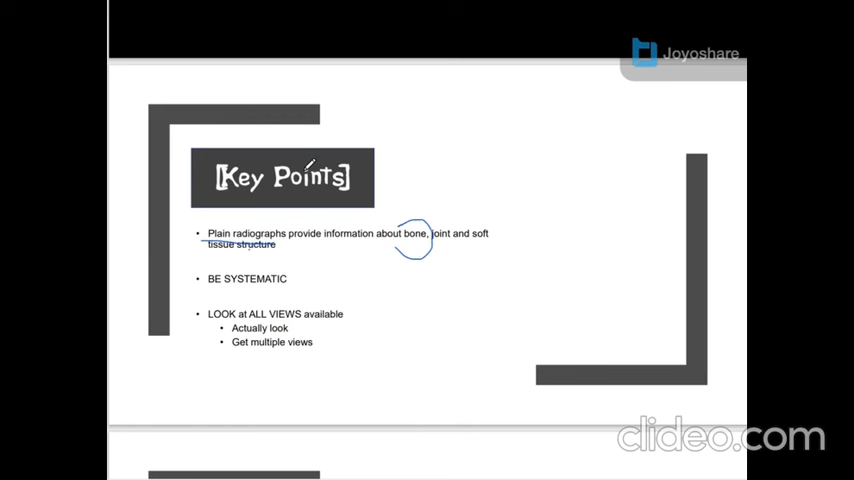 Joyoshare
[Key Points]
• Plain radiographs provide information about bone, joint and soft
tissue structure
• BE SYSTEMATIC
• LOOK at ALL VIEWS available
• Actually look
• Get multiple views
clideo.com